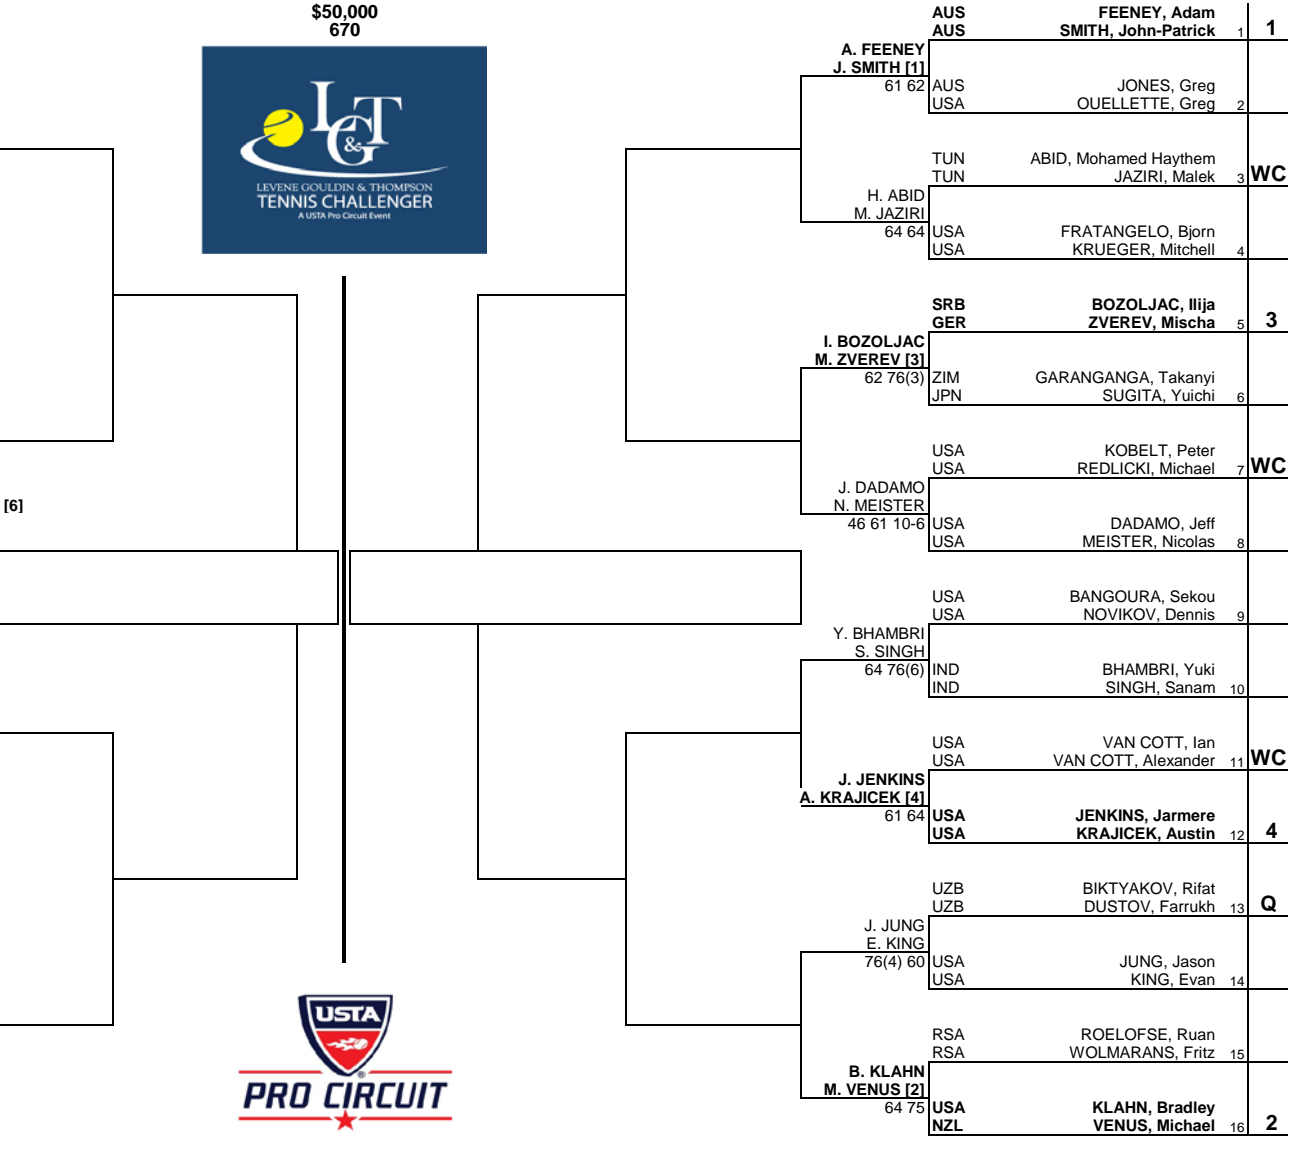 $50,000
670
LG&T
LEVENE GOULDIN & THOMPSON
TENNIS CHALLENGER
A USTA Pro Circuit Event
[6]
USTA
®
PRO CIRCUIT
AUS FEENEY, Adam
AUS SMITH, John-Patrick 1 1
A. FEENEY
J. SMITH [1]
61 62 AUS JONES, Greg
USA OUELLETTE, Greg 2
TUN ABID, Mohamed Haythem
TUN JAZIRI, Malek 3 WC
H. ABID
M. JAZIRI
64 64 USA FRATANGELO, Bjorn
USA KRUEGER, Mitchell 4
SRB BOZOLJAC, Ilija
GER ZVEREV, Mischa 5 3
I. BOZOLJAC
M. ZVEREV [3]
62 76(3) ZIM GARANGANGA, Takanyi
JPN SUGITA, Yuichi 6
USA KOBELT, Peter
USA REDLICKI, Michael 7 WC
J. DADAMO
N. MEISTER
46 61 10-6 USA DADAMO, Jeff
USA MEISTER, Nicolas 8
USA BANGOURA, Sekou
USA NOVIKOV, Dennis 9
Y. BHAMBRI
S. SINGH
64 76(6) IND BHAMBRI, Yuki
IND SINGH, Sanam 10
USA VAN COTT, Ian
USA VAN COTT, Alexander 11 WC
J. JENKINS
A. KRAJICEK [4]
61 64 USA JENKINS, Jarmere
USA KRAJICEK, Austin 12 4
UZB BIKTYAKOV, Rifat
UZB DUSTOV, Farrukh 13 Q
J. JUNG
E. KING
76(4) 60 USA JUNG, Jason
USA KING, Evan 14
RSA ROELOFSE, Ruan
RSA WOLMARANS, Fritz 15
B. KLAHN
M. VENUS [2]
64 75 USA KLAHN, Bradley
NZL VENUS, Michael 16 2